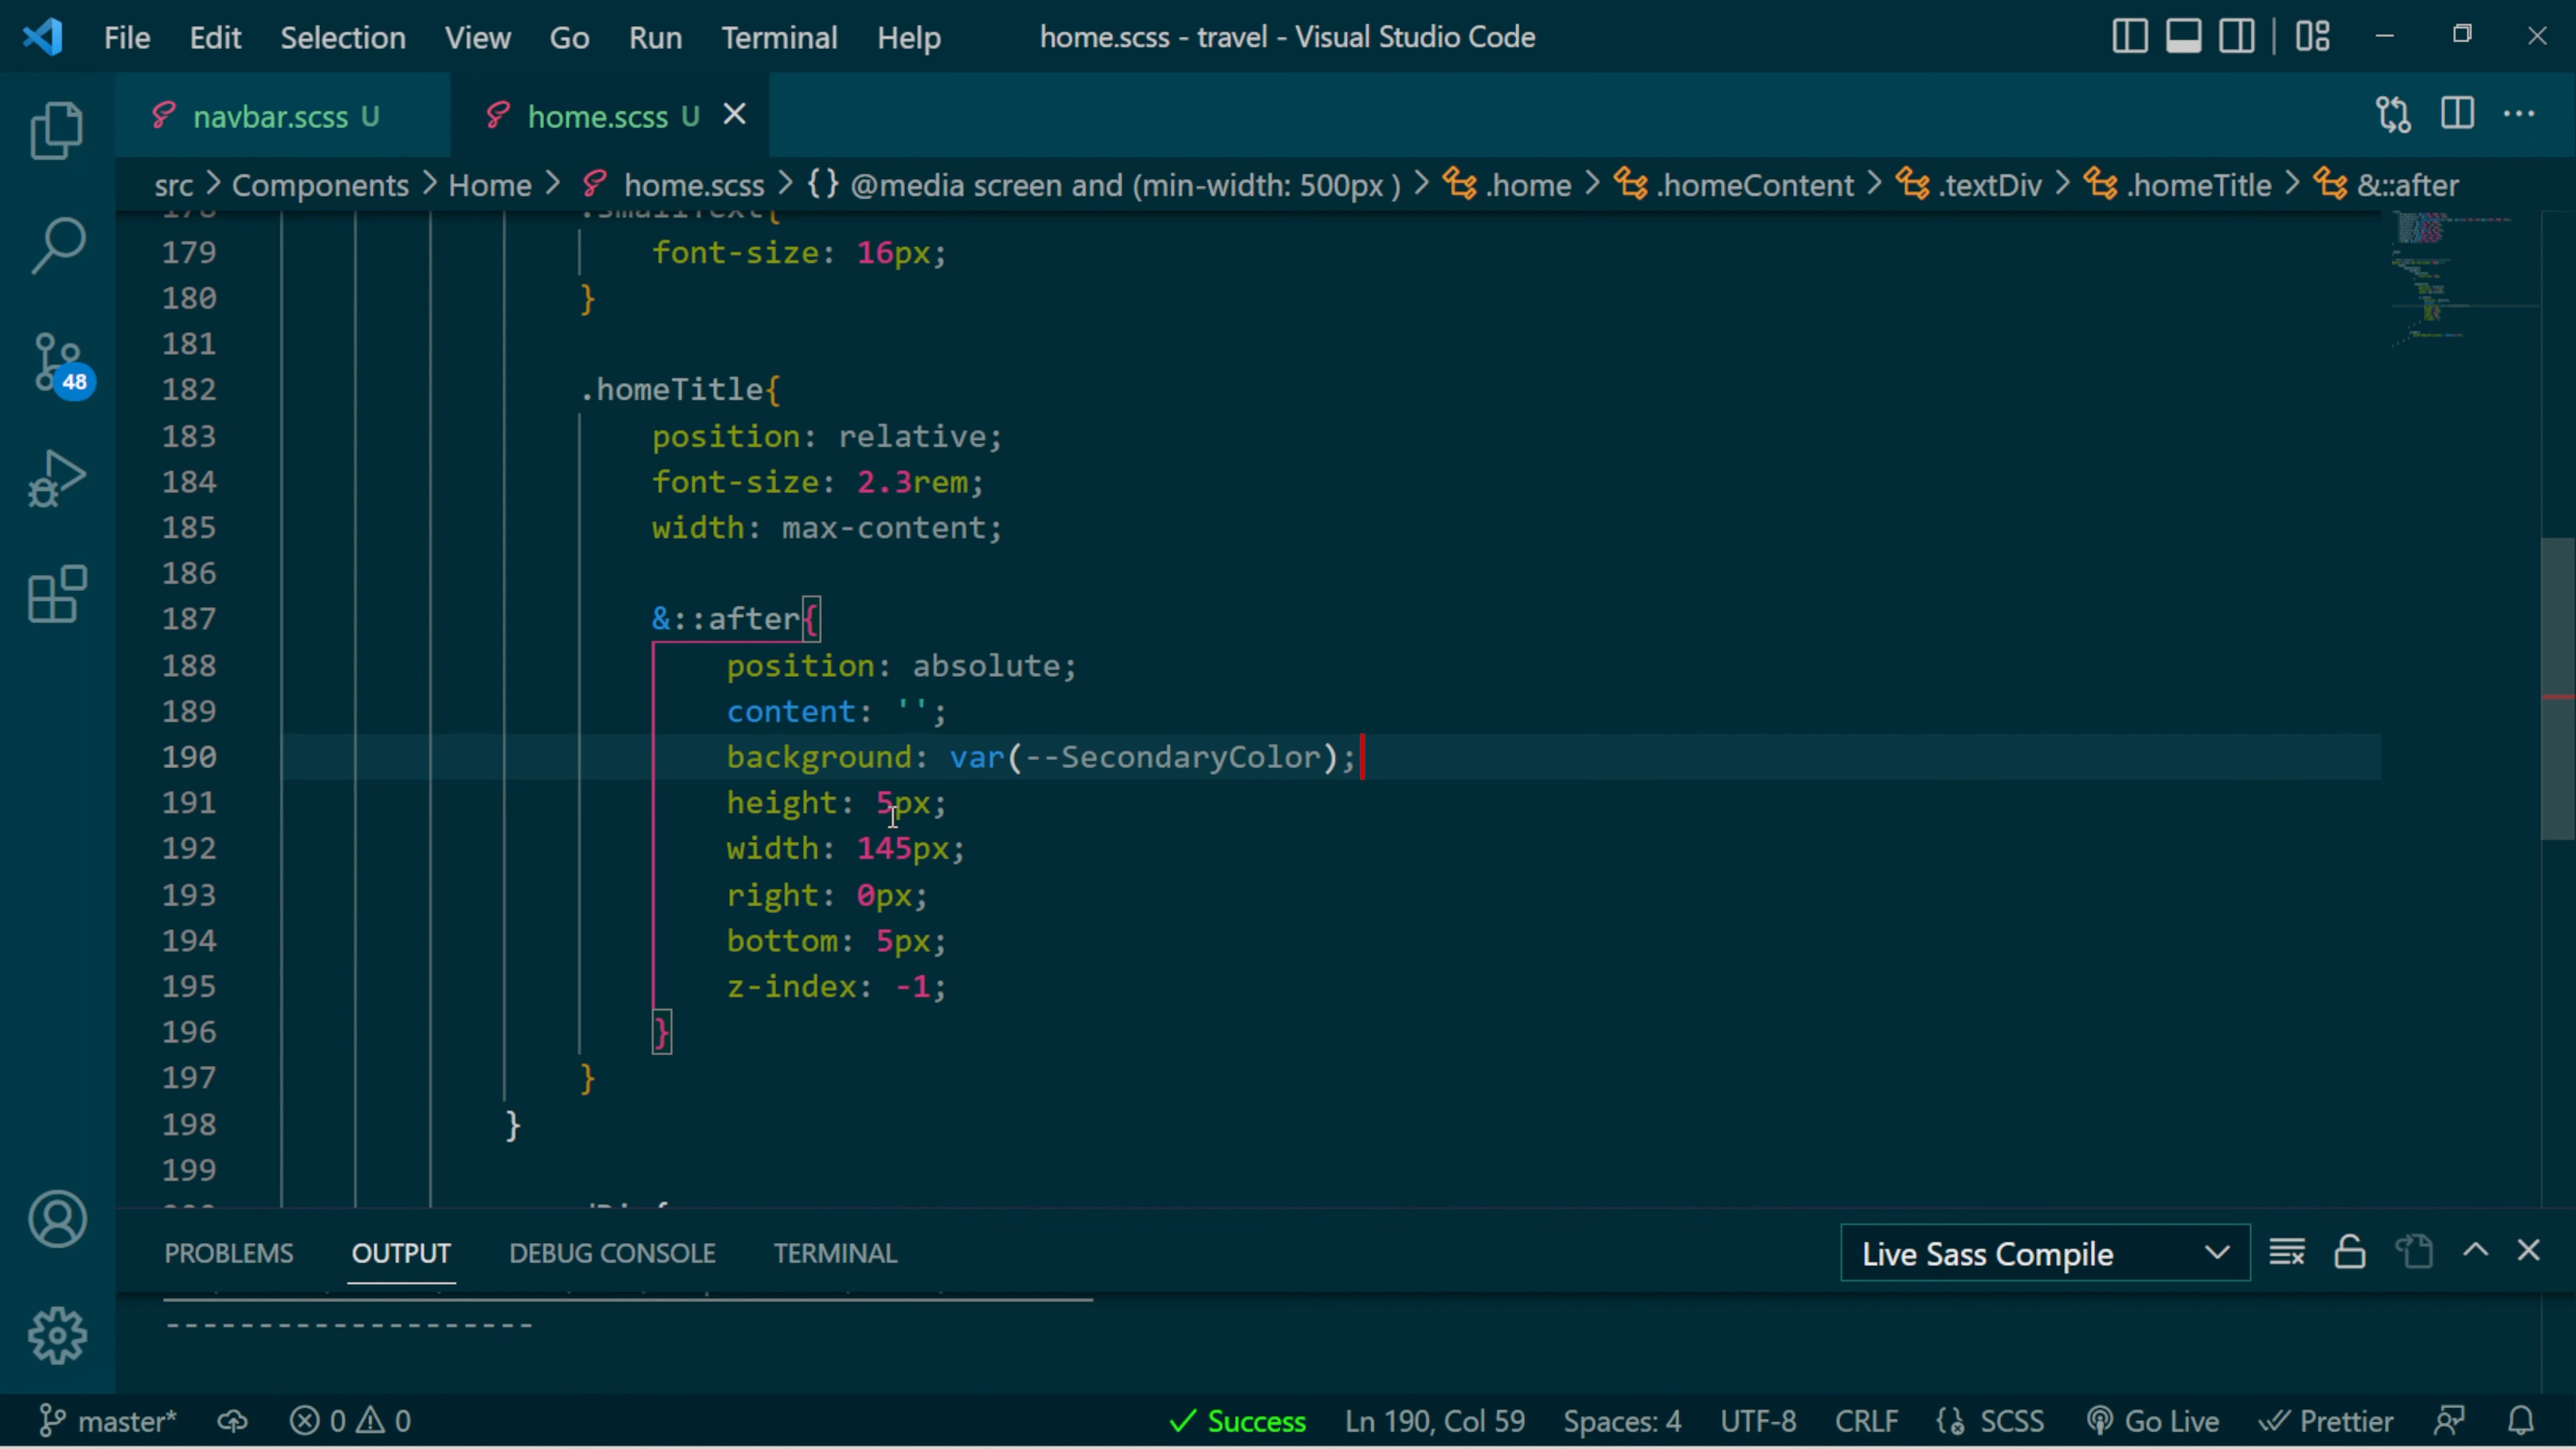 File Edit Selection View Go Run Terminal Help home.scss - travel - Visual Studio Code
navbar.scss U home.scss U
src > Components > Home > home.scss > {} @media screen and (min-width: 500px ) > .home > .homeContent > .textDiv > .homeTitle > &::after
178 .smallText{
179 font-size: 16px;
180 }
181
182 .homeTitle{
183 position: relative;
184 font-size: 2.3rem;
185 width: max-content;
186
187 &::after{
188 position: absolute;
189 content: '';
190 background: var(--SecondaryColor);
191 height: 5px;
192 width: 145px;
193 right: 0px;
194 bottom: 5px;
195 z-index: -1;
196 }
197 }
198 }
199
48
PROBLEMS OUTPUT DEBUG CONSOLE TERMINAL Live Sass Compile
--------------------
master* 0 0 Success Ln 190, Col 59 Spaces: 4 UTF-8 CRLF {} SCSS Go Live Prettier